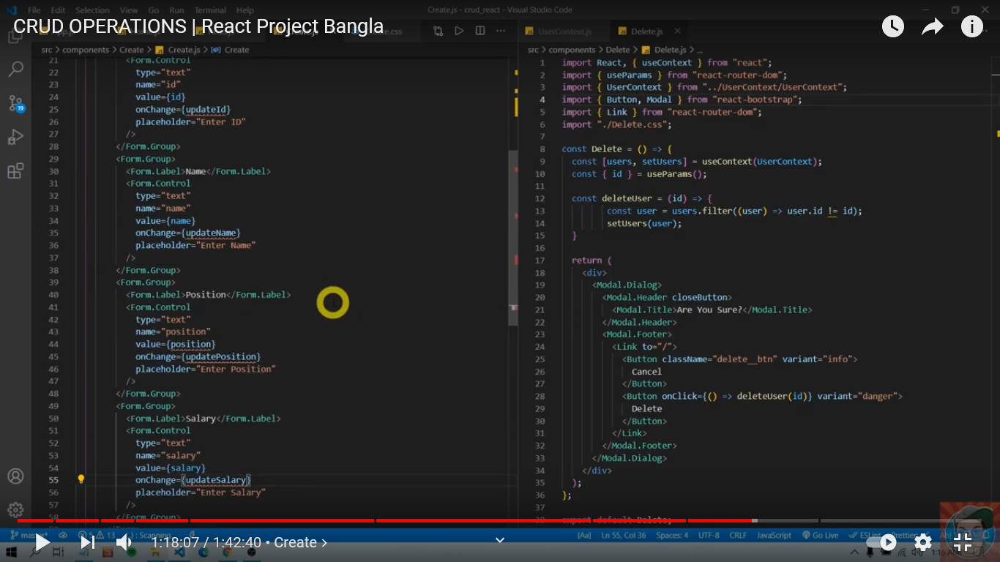 File Edit Selection View Go Run Terminal Help
Create.js - crud_react - Visual Studio Code
CRUD OPERATIONS | React Project Bangla
UserContext.js
Delete.js
src > components > Create > Create.js > Create
21 <Form.Control
22 type="text"
23 name="id"
24 value={id}
25 onChange={updateId}
26 placeholder="Enter ID"
27 />
28 </Form.Group>
29 <Form.Group>
30 <Form.Label>Name</Form.Label>
31 <Form.Control
32 type="text"
33 name="name"
34 value={name}
35 onChange={updateName}
36 placeholder="Enter Name"
37 />
38 </Form.Group>
39 <Form.Group>
40 <Form.Label>Position</Form.Label>
41 <Form.Control
42 type="text"
43 name="position"
44 value={position}
45 onChange={updatePosition}
46 placeholder="Enter Position"
47 />
48 </Form.Group>
49 <Form.Group>
50 <Form.Label>Salary</Form.Label>
51 <Form.Control
52 type="text"
53 name="salary"
54 value={salary}
55 onChange={updateSalary}
56 placeholder="Enter Salary"
57 />
58 </Form.Group>
src > components > Delete > Delete.js > ...
1 import React, { useContext } from "react";
2 import { useParams } from "react-router-dom";
3 import { UserContext } from "../UserContext/UserContext";
4 import { Button, Modal } from "react-bootstrap";
5 import { Link } from "react-router-dom";
6 import "./Delete.css";
7
8 const Delete = () => {
9 const [users, setUsers] = useContext(UserContext);
10 const { id } = useParams();
11
12 const deleteUser = (id) => {
13 const user = users.filter((user) => user.id != id);
14 setUsers(user);
15 }
16
17 return (
18 <div>
19 <Modal.Dialog>
20 <Modal.Header closeButton>
21 <Modal.Title>Are You Sure?</Modal.Title>
22 </Modal.Header>
23 <Modal.Footer>
24 <Link to="/">
25 <Button className="delete__btn" variant="info">
26 Cancel
27 </Button>
28 <Button onClick={() => deleteUser(id)} variant="danger">
29 Delete
30 </Button>
31 </Link>
32 </Modal.Footer>
33 </Modal.Dialog>
34 </div>
35 );
36 };
37
38 export default Delete;
19
master*
13
Scanning
[Aa] Ln 55, Col 36 Spaces: 4 UTF-8 CRLF JavaScript Go Live ESLint Prettier
1:18:07 / 1:42:40 • Create >